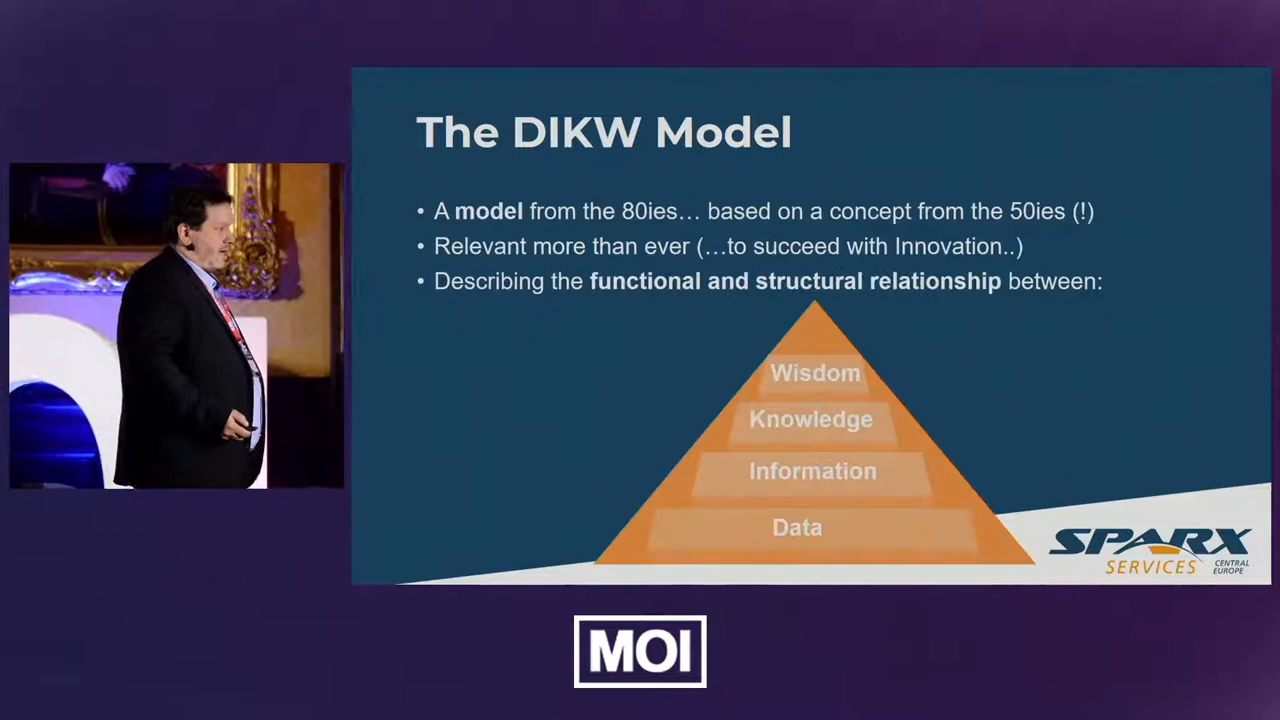 The DIKW Model
• A model from the 80ies… based on a concept from the 50ies (!)
• Relevant more than ever (…to succeed with Innovation..)
• Describing the functional and structural relationship between:
Wisdom
Knowledge
Information
Data
SPARX
SERVICES CENTRAL
EUROPE
MOI